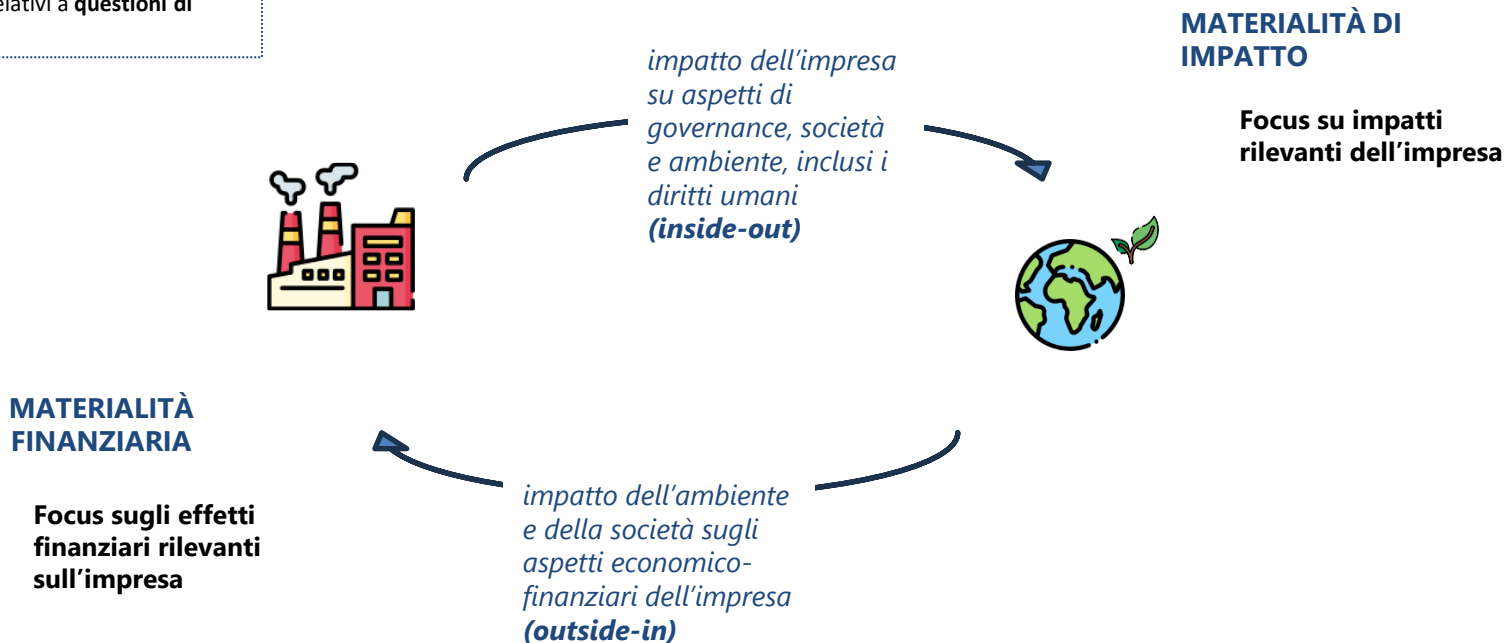 elativi a questioni di
MATERIALITÀ DI
IMPATTO
Focus su impatti
rilevanti dell'impresa
impatto dell'impresa
su aspetti di
governance, società
e ambiente, inclusi i
diritti umani
(inside-out)
MATERIALITÀ
FINANZIARIA
Focus sugli effetti
finanziari rilevanti
sull'impresa
impatto dell'ambiente
e della società sugli
aspetti economico-
finanziari dell'impresa
(outside-in)